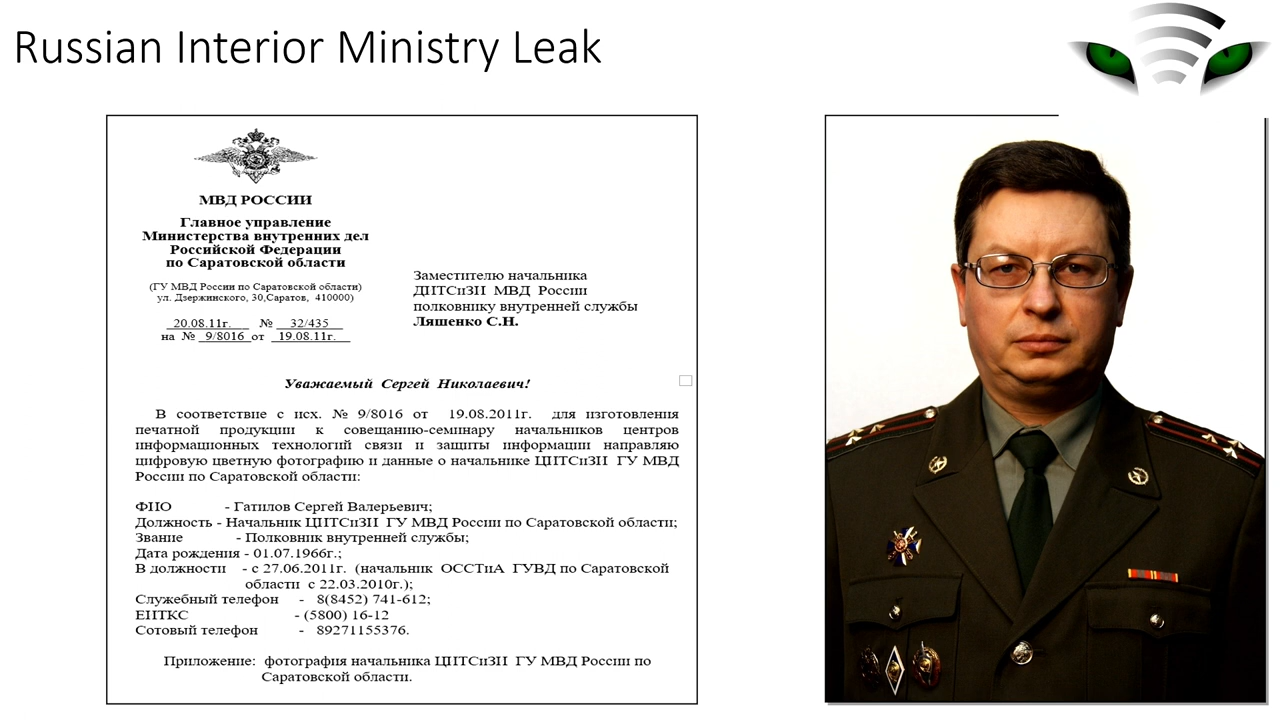 Russian Interior Ministry Leak
МВД РОССИИ
Главное управление
Министерства внутренних дел
Российской Федерации
по Саратовской области
(ГУ МВД России по Саратовской области)
ул. Дзержинского, 30,Саратов, 410000)
20.08.11г. № 32/435
на № 9/8016 от 19.08.11г.
Заместителю начальника
ДИТСиЗИ МВД России
полковнику внутренней службы
Ляшенко С.Н.
Уважаемый Сергей Николаевич!
В соответствие с исх. № 9/8016 от 19.08.2011г. для изготовления
печатной продукции к совещанию-семинару начальников центров
информационных технологий связи и защиты информации направляю
цифровую цветную фотографию и данные о начальнике ЦИТСиЗИ ГУ МВД
России по Саратовской области:
ФИО - Гатилов Сергей Валерьевич;
Должность - Начальник ЦИТСиЗИ ГУ МВД России по Саратовской области;
Звание - Полковник внутренней службы;
Дата рождения - 01.07.1966г.;
В должности - с 27.06.2011г. (начальник ОССТиА ГУВД по Саратовской
области с 22.03.2010г.);
Служебный телефон - 8(8452) 741-612;
ЕИТКС - (5800) 16-12
Сотовый телефон - 89271155376.
Приложение: фотография начальника ЦИТСиЗИ ГУ МВД России по
Саратовской области.